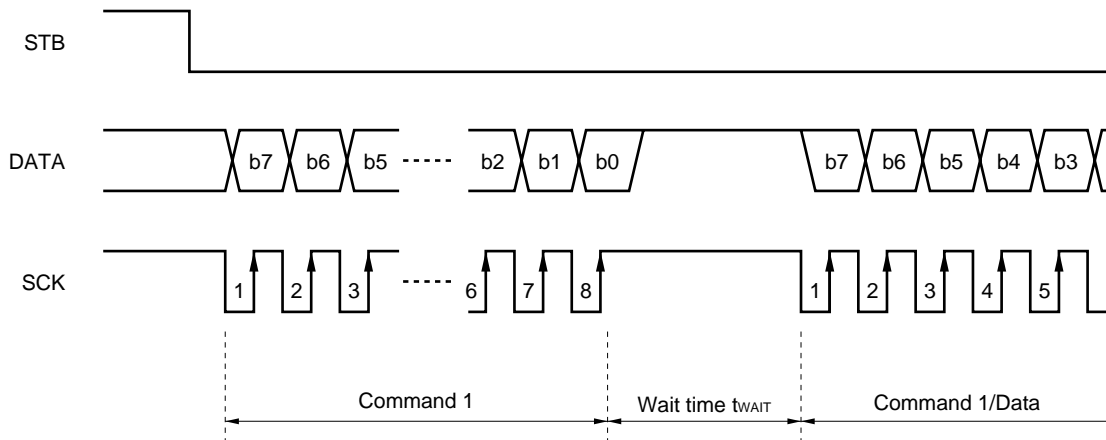 STB
DATA
b7 b6 b5 b2 b1 b0 b7 b6 b5 b4 b3
SCK
1 2 3 6 7 8 1 2 3 4 5
Command 1 Wait time tWAIT Command 1/Data